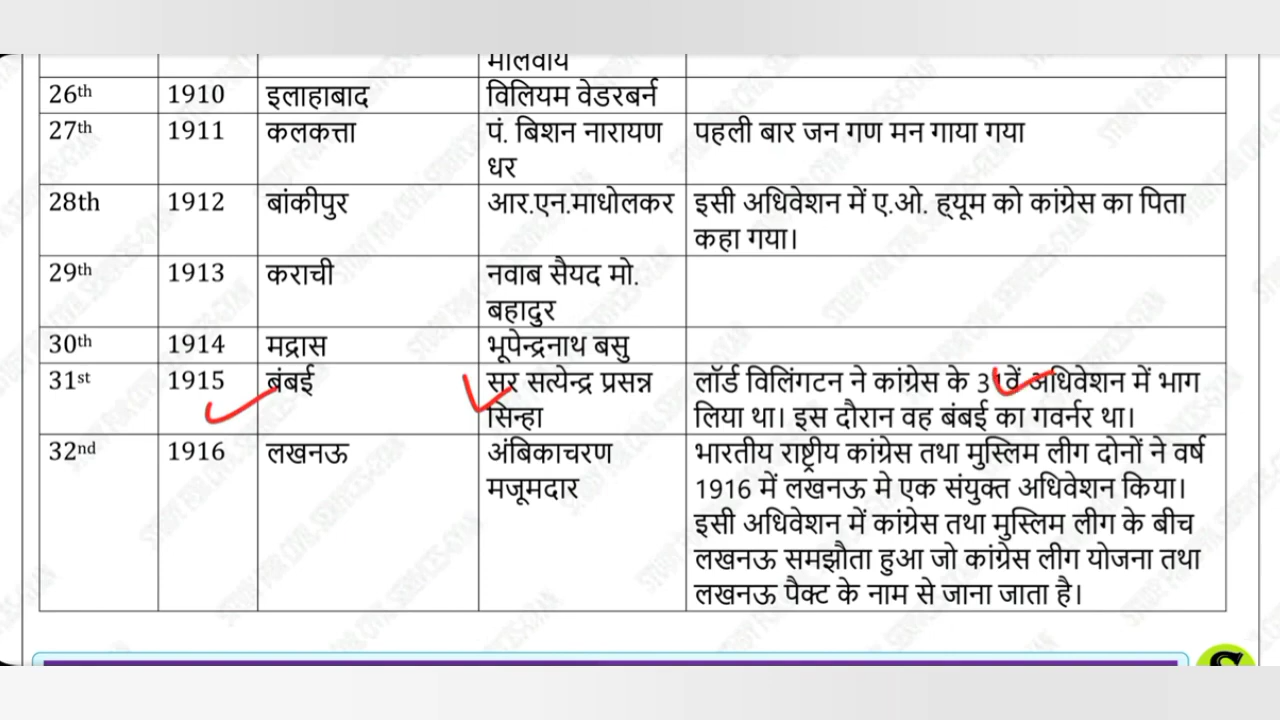 मालवीय
26th 1910 इलाहाबाद विलियम वेडरबर्न
27th 1911 कलकत्ता पं. बिशन नारायण धर पहली बार जन गण मन गाया गया
28th 1912 बांकीपुर आर.एन.माधोलकर इसी अधिवेशन में ए.ओ. ह्यूम को कांग्रेस का पिता
कहा गया।
29th 1913 कराची नवाब सैयद मो.
बहादुर
30th 1914 मद्रास भूपेन्द्रनाथ बसु
31st 1915 बंबई सर सत्येन्द्र प्रसन्न
सिन्हा
लॉर्ड विलिंगटन ने कांग्रेस के 31वें अधिवेशन में भाग
लिया था। इस दौरान वह बंबई का गवर्नर था।
32nd 1916 लखनऊ अंबिकाचरण
मजूमदार
भारतीय राष्ट्रीय कांग्रेस तथा मुस्लिम लीग दोनों ने वर्ष
1916 में लखनऊ मे एक संयुक्त अधिवेशन किया।
इसी अधिवेशन में कांग्रेस तथा मुस्लिम लीग के बीच
लखनऊ समझौता हुआ जो कांग्रेस लीग योजना तथा
लखनऊ पैक्ट के नाम से जाना जाता है।